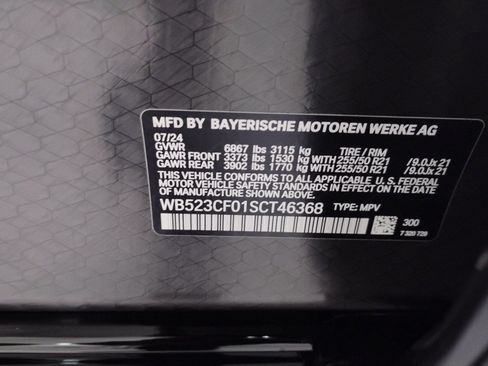 MFD BY BAYERISCHE MOTOREN WERKE AG
07/24
GVWR 6867 lbs 3115 kg TIRE / RIM
GAWR FRONT 3373 lbs 1530 kg WITH 255/50 R21 /9.0Jx 21
GAWR REAR 3902 lbs 1770 kg WITH 255/50 R21 /9.0Jx 21
THIS VEHICLE CONFORMS TO ALL APPLICABLE U.S. FEDERAL
MOTOR VEHICLE SAFETY STANDARDS IN EFFECT ON THE DATE
OF MANUFACTURE SHOWN ABOVE.
WB523CF01SCT46368 TYPE: MPV
300
7 320 729